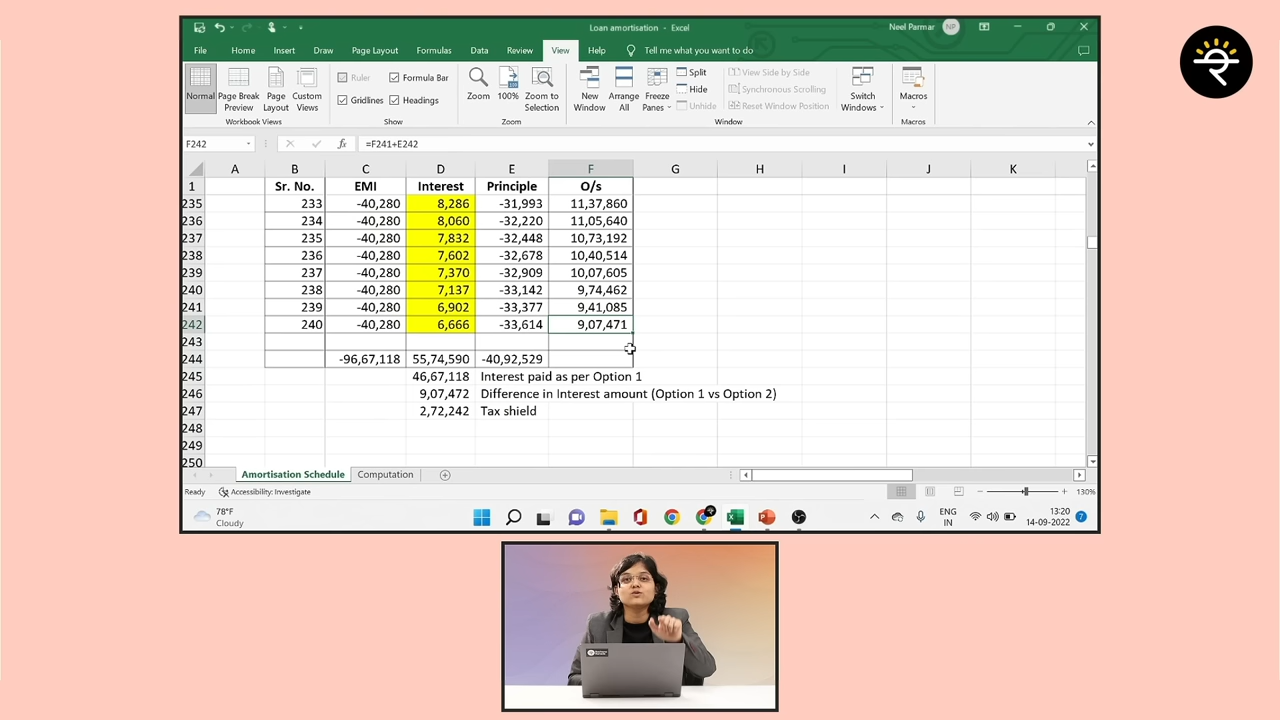 Loan amortisation - Excel
Neel Parmar
NP
File Home Insert Draw Page Layout Formulas Data Review View Help Tell me what you want to do
Normal
Page Break Preview
Page Layout
Custom Views
Ruler
Formula Bar
Gridlines
Headings
Workbook Views
Show
Zoom
100%
Zoom to Selection
Zoom
New Window
Arrange All
Freeze Panes
Split
Hide
Unhide
View Side by Side
Synchronous Scrolling
Reset Window Position
Window
Switch Windows
Macros
Macros
F242 fx =F241+E242
A B C D E F G H I J K
1 Sr. No. EMI Interest Principle O/s
235 233 -40,280 8,286 -31,993 11,37,860
236 234 -40,280 8,060 -32,220 11,05,640
237 235 -40,280 7,832 -32,448 10,73,192
238 236 -40,280 7,602 -32,678 10,40,514
239 237 -40,280 7,370 -32,909 10,07,605
240 238 -40,280 7,137 -33,142 9,74,462
241 239 -40,280 6,902 -33,377 9,41,085
242 240 -40,280 6,666 -33,614 9,07,471
243
244 -96,67,118 55,74,590 -40,92,529
245 46,67,118 Interest paid as per Option 1
246 9,07,472 Difference in Interest amount (Option 1 vs Option 2)
247 2,72,242 Tax shield
248
249
250
Amortisation Schedule Computation
Ready Accessibility: Investigate 130%
78°F
Cloudy
ENG
IN
13:20
14-09-2022
7